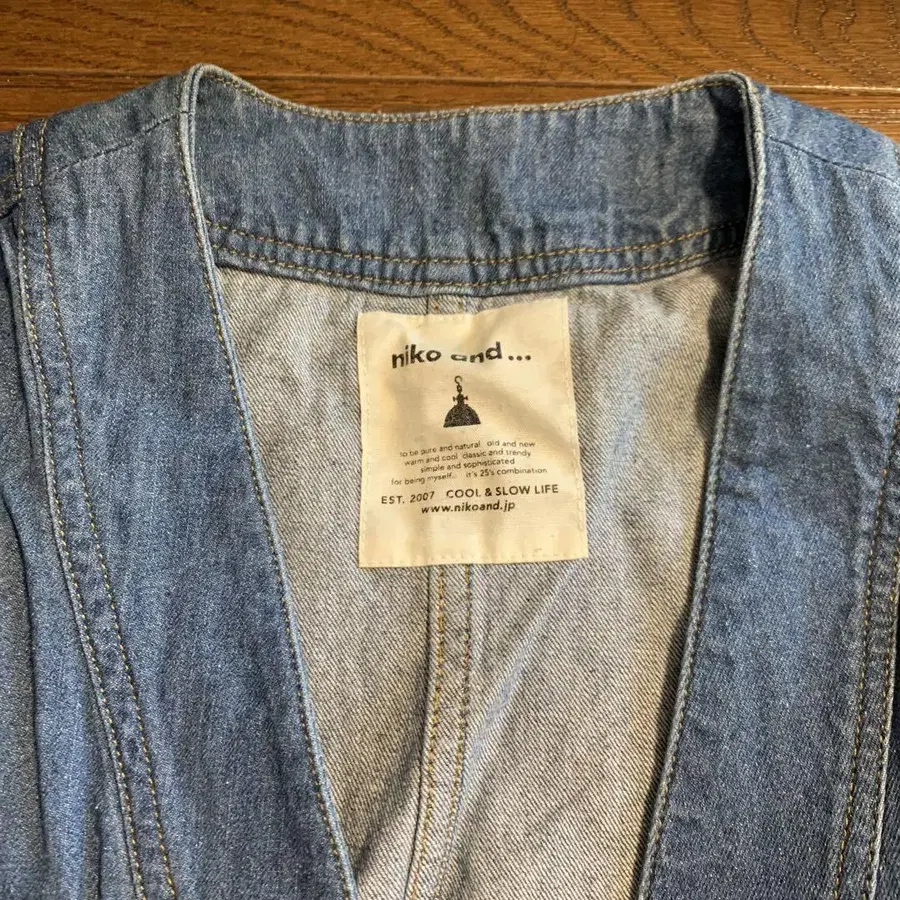 niko and...
to be pure and natural old and new
warm and cool classic and trendy
simple and sophisticated
for being myself... it's 25's combination
EST. 2007 COOL & SLOW LIFE
www.nikoand.jp